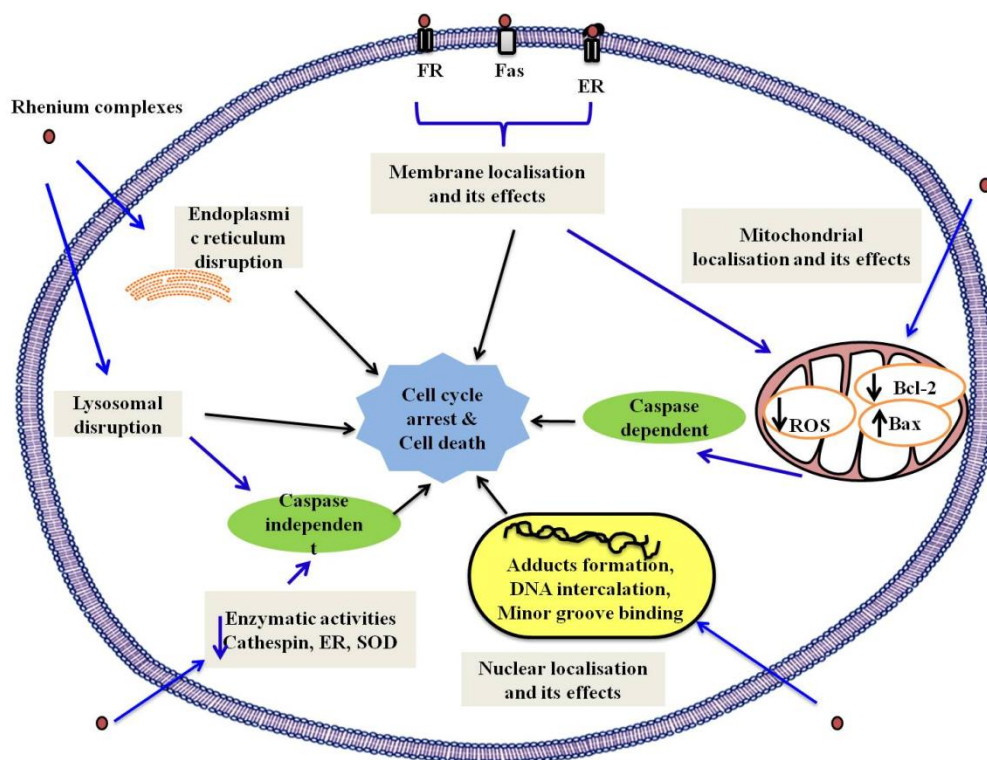 FR
Fas
ER
Rhenium complexes
Membrane localisation
and its effects
Endoplasmi
c reticulum
disruption
Mitochondrial
localisation and its effects
Lysosomal
disruption
Cell cycle
arrest &
Cell death
Caspase
dependent
ROS
Bcl-2
Bax
Caspase
independen
t
Adducts formation,
DNA intercalation,
Minor groove binding
Enzymatic activities
Cathespin, ER, SOD
Nuclear localisation
and its effects